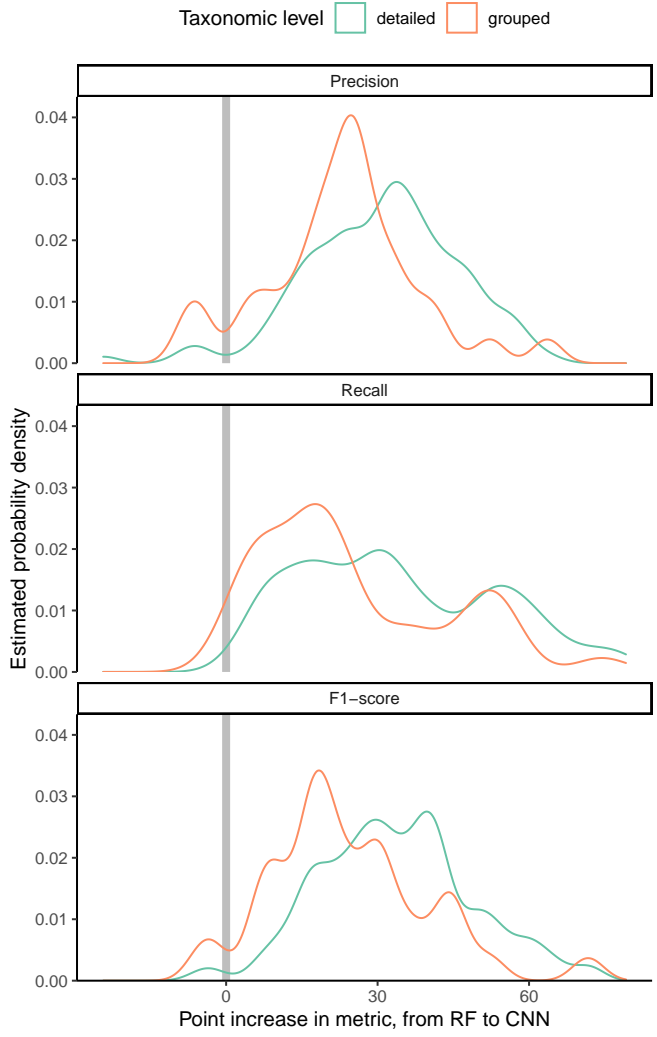 Taxonomic level detailed grouped
Precision
0.04
0.03
0.02
0.01
0.00
Recall
0.04
0.03
0.02
0.01
0.00
F1−score
0.04
0.03
0.02
0.01
0.00
Estimated probability density
0 30 60
Point increase in metric, from RF to CNN